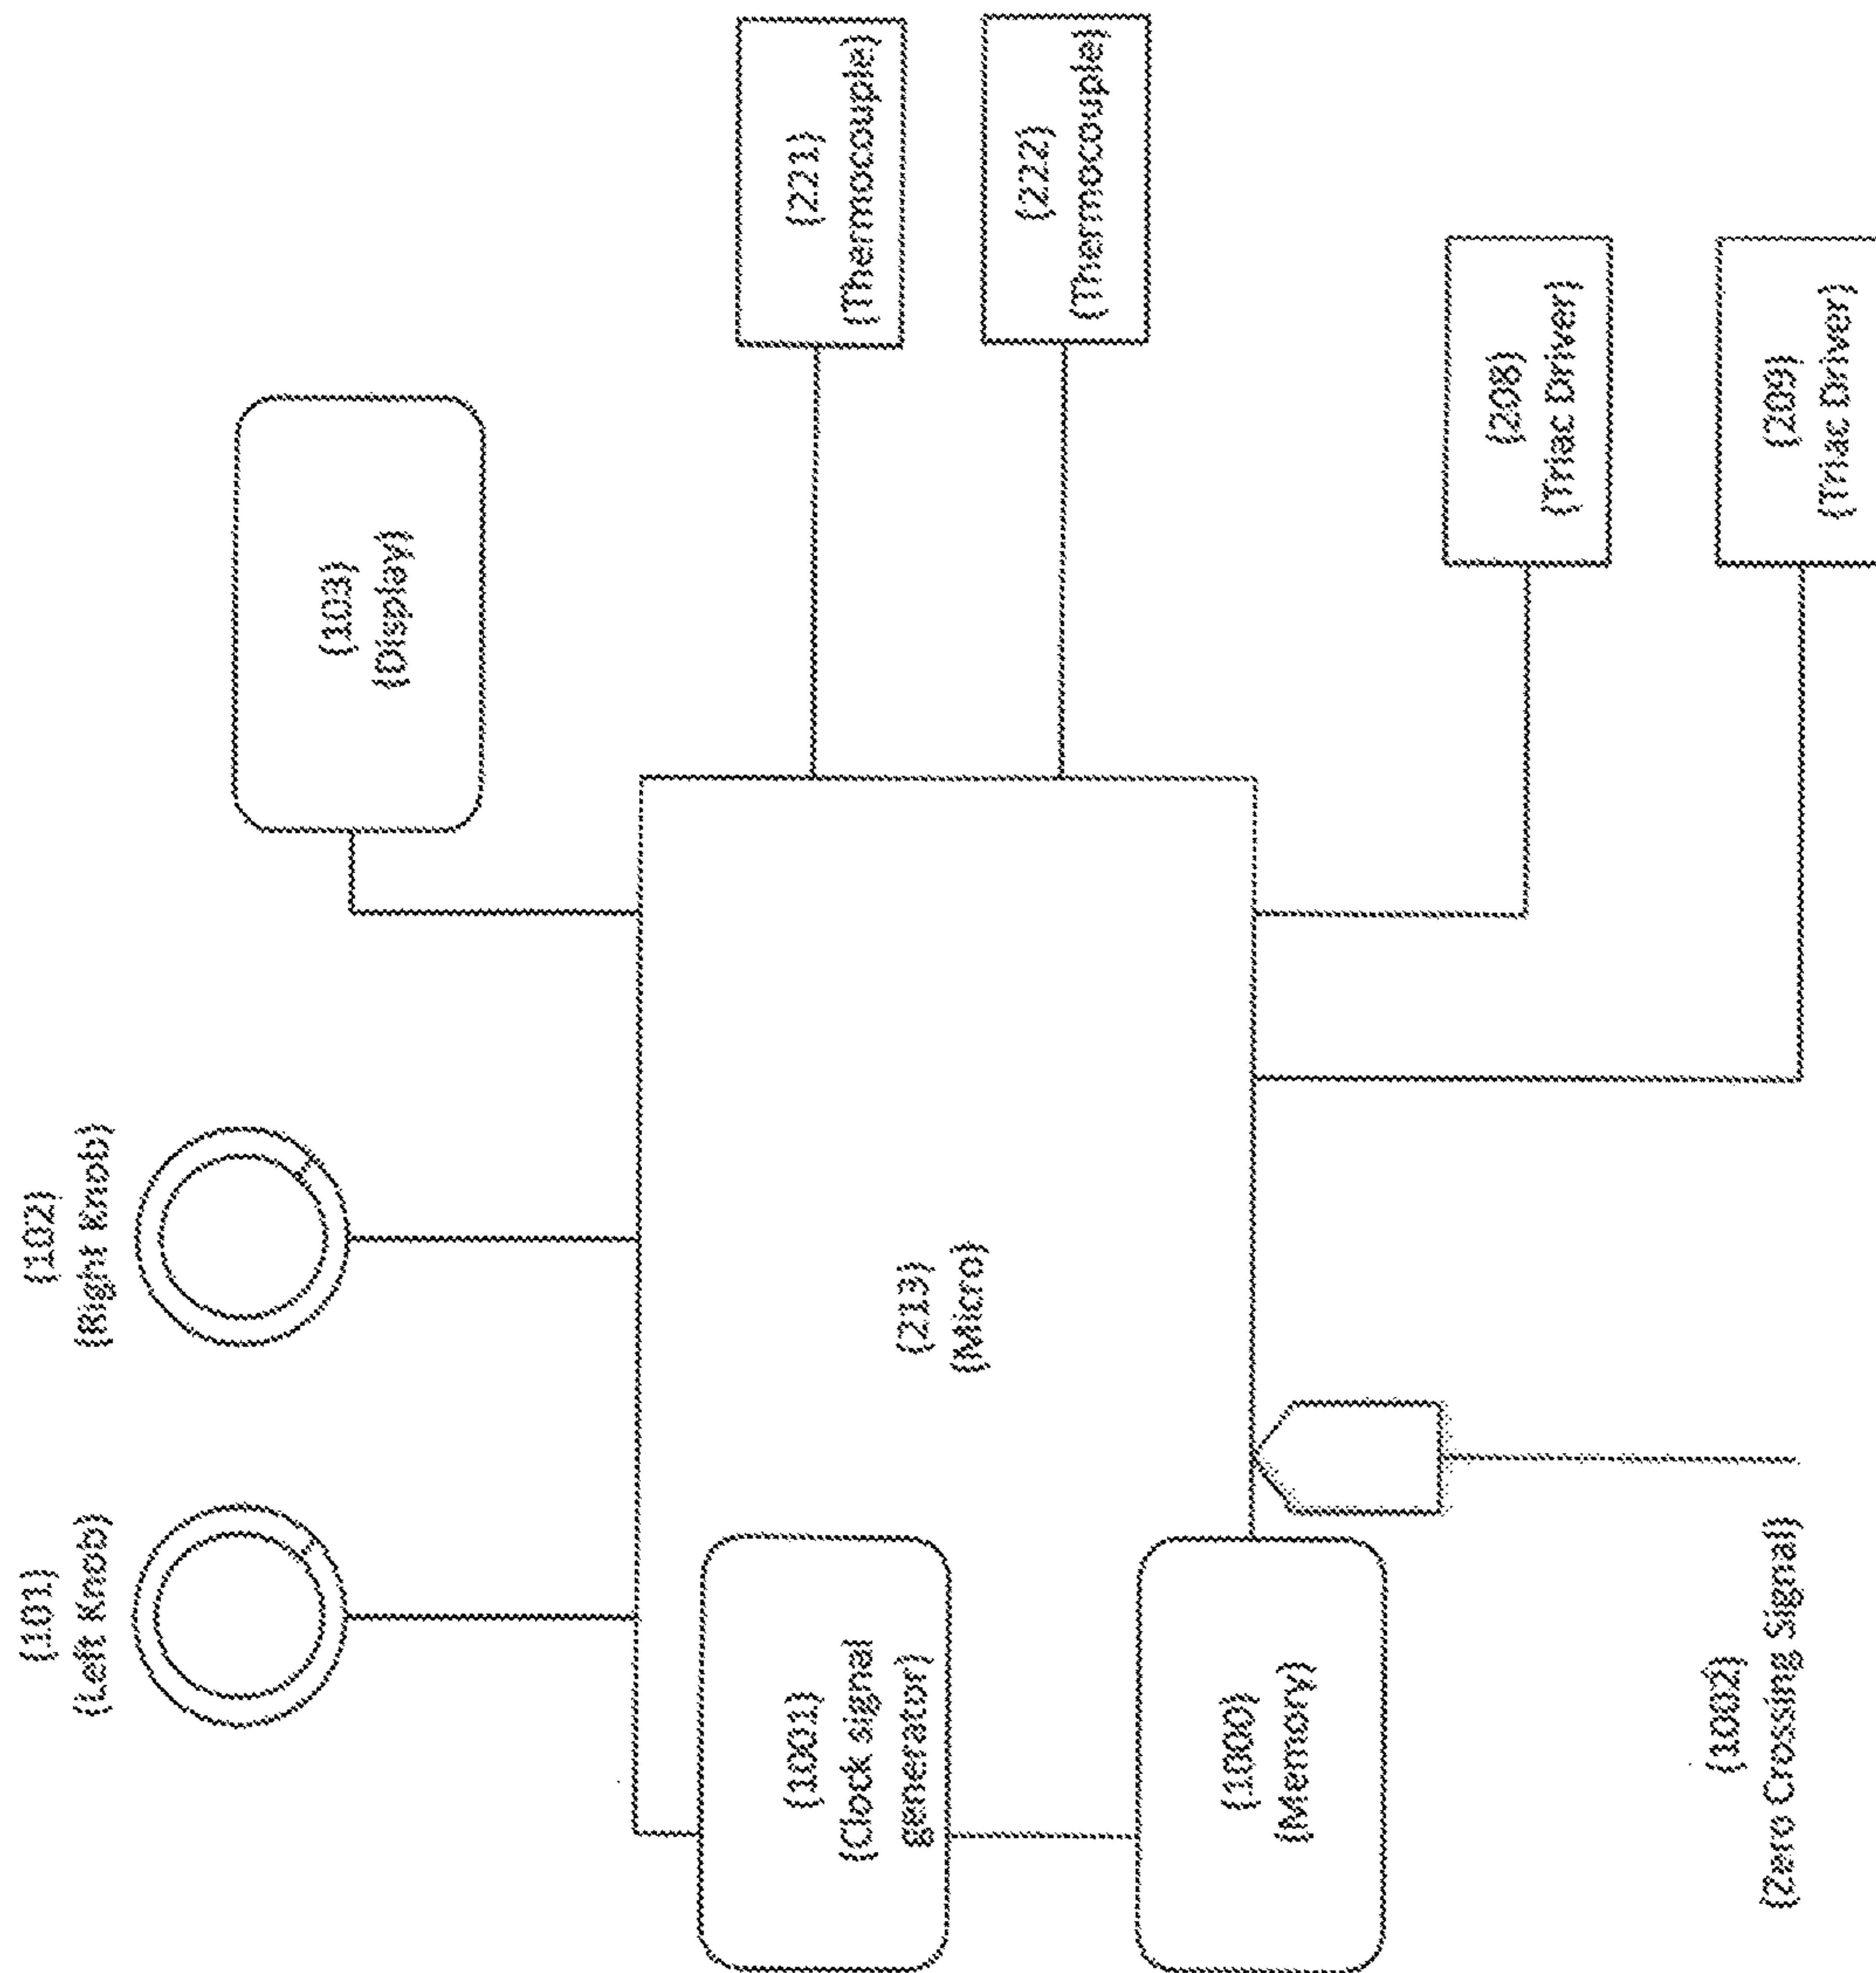 (101)
(Left Knob)
(102)
(Right Knob)
(103)
(Display)
(1001)
(Clock signal
generator)
(213)
(Micro)
(221)
(Thermocouple)
(222)
(Thermocouple)
(1000)
(Memory)
(208)
(Triac Driver)
(1002)
(Zero Crossing Signal)
(209)
(Triac Driver)